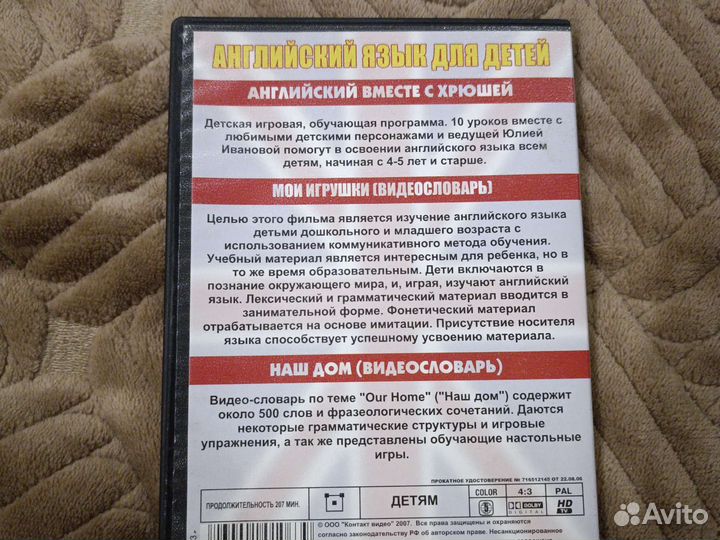 АНГЛИЙСКИЙ ЯЗЫК ДЛЯ ДЕТЕЙ
АНГЛИЙСКИЙ ВМЕСТЕ С ХРЮШЕЙ
Детская игровая, обучающая программа. 10 уроков вместе с
любимыми детскими персонажами и ведущей Юлией
Ивановой помогут в освоении английского языка всем
детям, начиная с 4-5 лет и старше.
МОИ ИГРУШКИ (ВИДЕОСЛОВАРЬ)
Целью этого фильма является изучение английского языка
детьми дошкольного и младшего возраста с
использованием коммуникативного метода обучения.
Учебный материал является интересным для ребенка, но в
то же время образовательным. Дети включаются в
познание окружающего мира, и, играя, изучают английский
язык. Лексический и грамматический материал вводится в
занимательной форме. Фонетический материал
отрабатывается на основе имитации. Присутствие носителя
языка способствует успешному усвоению материала.
НАШ ДОМ (ВИДЕОСЛОВАРЬ)
Видео-словарь по теме "Our Home" ("Наш дом") содержит
около 500 слов и фразеологических сочетаний. Даются
некоторые грамматические структуры и игровые
упражнения, а так же представлены обучающие настольные
игры.
ПРОКАТНОЕ УДОСТОВЕРЕНИЕ № 716512145 ОТ 22.08.06
ПРОДОЛЖИТЕЛЬНОСТЬ 207 МИН.
ДЕТЯМ
COLOR 4:3 PAL
DOLBY DIGITAL HD TV
© ООО "Контакт видео" 2007. Все права защищены и охраняются
согласно законодательству РФ об авторском праве. Несанкционированное
Avito